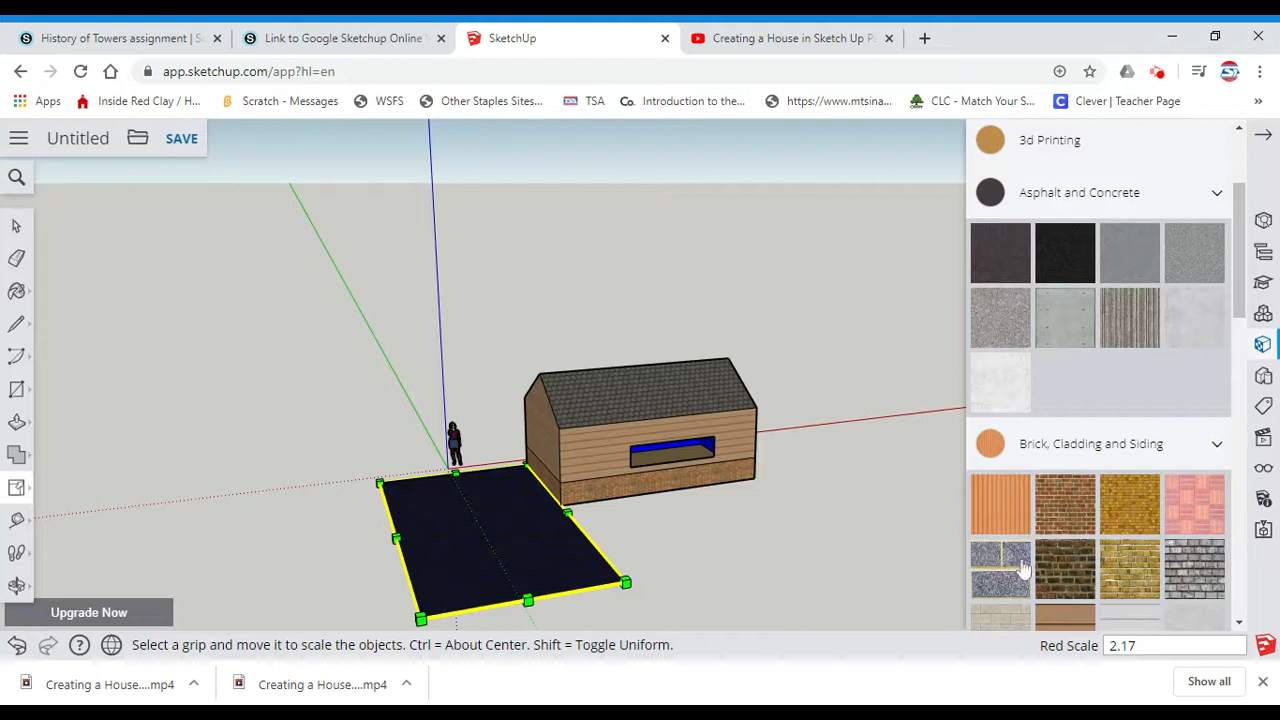 History of Towers assignment | S
Link to Google Sketchup Online V
SketchUp
Creating a House in Sketch Up Pa
app.sketchup.com/app?hl=en
Apps
Inside Red Clay / H...
Scratch - Messages
WSFS
Other Staples Sites...
TSA
Co. Introduction to the...
https://www.mtsina...
CLC - Match Your S...
Clever | Teacher Page
»
Untitled
SAVE
3d Printing
Asphalt and Concrete
Brick, Cladding and Siding
Upgrade Now
Select a grip and move it to scale the objects. Ctrl = About Center. Shift = Toggle Uniform.
Red Scale 2.17
Creating a House....mp4
Creating a House....mp4
Show all